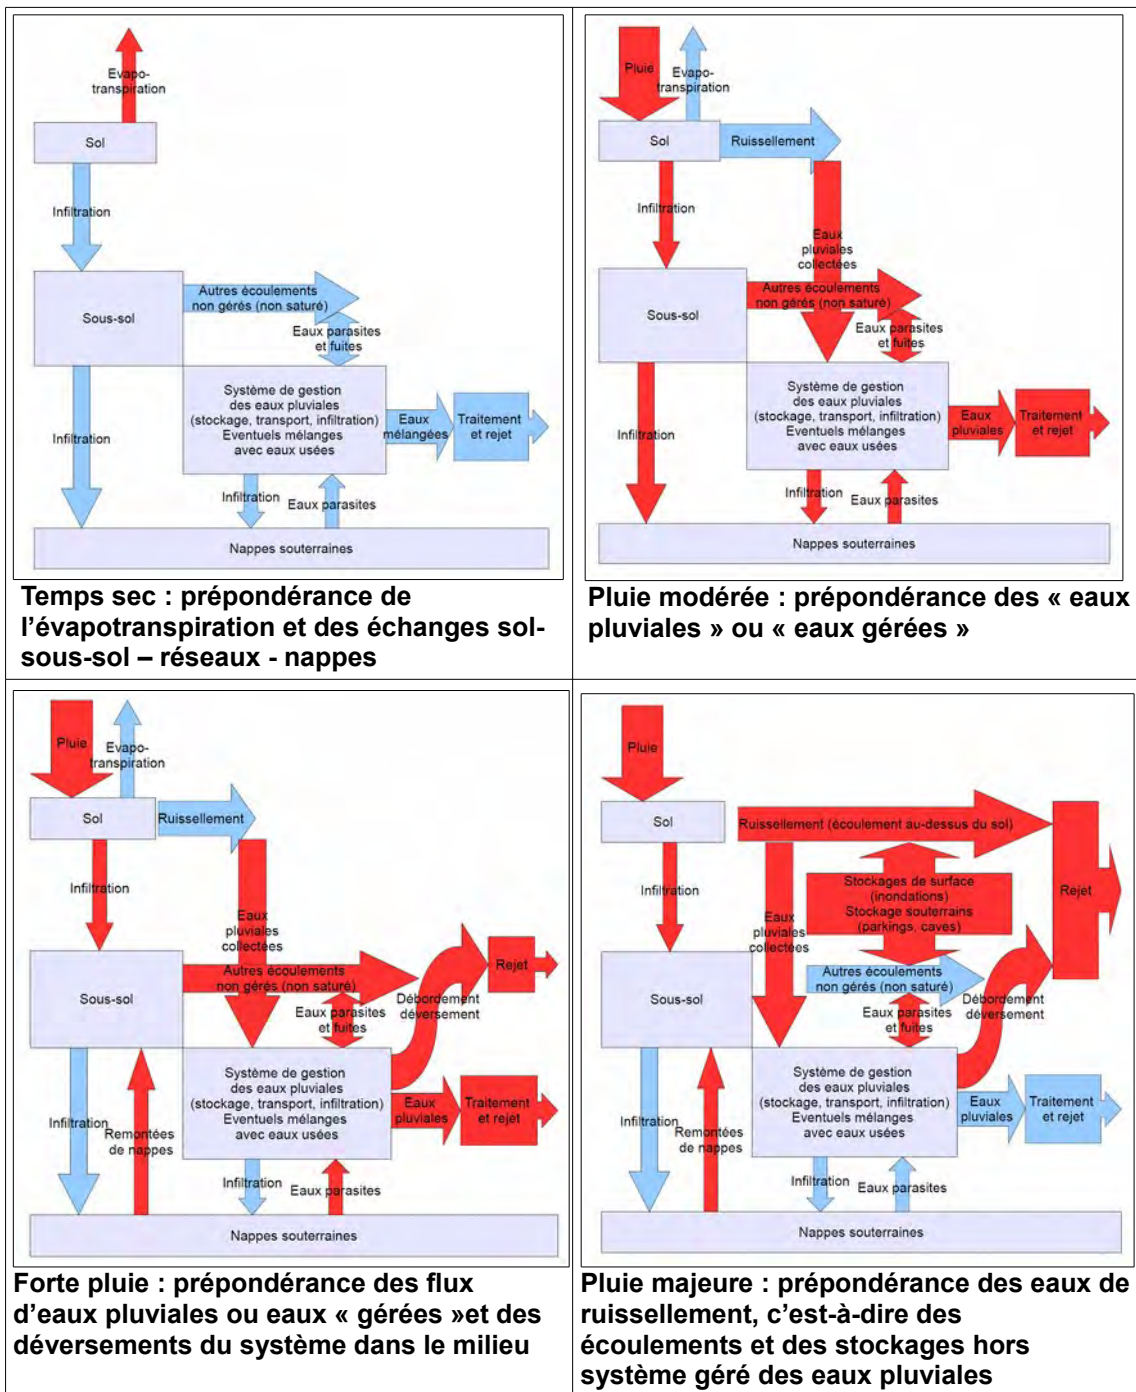 Evapo-
transpiration
Sol
Infiltration
Sous-sol
Autres écoulements
non gérés (non saturé)
Eaux parasites
et fuites
Système de gestion
des eaux pluviales
(stockage, transport, infiltration)
Eventuels mélanges
avec eaux usées
Eaux
mélangées
Traitement
et rejet
Infiltration
Infiltration
Eaux parasites
Nappes souterraines
Temps sec : prépondérance de
l’évapotranspiration et des échanges sol-
sous-sol – réseaux - nappes
Pluie
Evapo-
transpiration
Sol
Ruissellement
Infiltration
Eaux
pluviales
collectées
Autres écoulements
non gérés (non saturé)
Sous-sol
Eaux parasites
et fuites
Système de gestion
des eaux pluviales
(stockage, transport, infiltration)
Eventuels mélanges
avec eaux usées
Eaux
pluviales
Traitement
et rejet
Infiltration
Infiltration
Eaux parasites
Nappes souterraines
Pluie modérée : prépondérance des « eaux
pluviales » ou « eaux gérées »
Pluie
Evapo-
transpiration
Sol
Ruissellement
Infiltration
Eaux
pluviales
collectées
Autres écoulements
non gérés (non saturé)
Rejet
Sous-sol
Eaux parasites
et fuites
Débordement
déversement
Système de gestion
des eaux pluviales
(stockage, transport, infiltration)
Eventuels mélanges
avec eaux usées
Eaux
pluviales
Traitement
et rejet
Infiltration
Remontées
de nappes
Infiltration
Eaux parasites
Nappes souterraines
Forte pluie : prépondérance des flux
d’eaux pluviales ou eaux « gérées »et des
déversements du système dans le milieu
Pluie
Sol
Ruissellement (écoulement au-dessus du sol)
Infiltration
Stockages de surface
(inondations)
Stockage souterrains
(parkings, caves)
Rejet
Eaux
pluviales
collectées
Autres écoulements
non gérés (non saturé)
Sous-sol
Eaux parasites
et fuites
Débordement
déversement
Système de gestion
des eaux pluviales
(stockage, transport, infiltration)
Eventuels mélanges
avec eaux usées
Eaux
pluviales
Traitement
et rejet
Infiltration
Remontées
de nappes
Infiltration
Eaux parasites
Nappes souterraines
Pluie majeure : prépondérance des eaux de
ruissellement, c’est-à-dire des
écoulements et des stockages hors
système géré des eaux pluviales